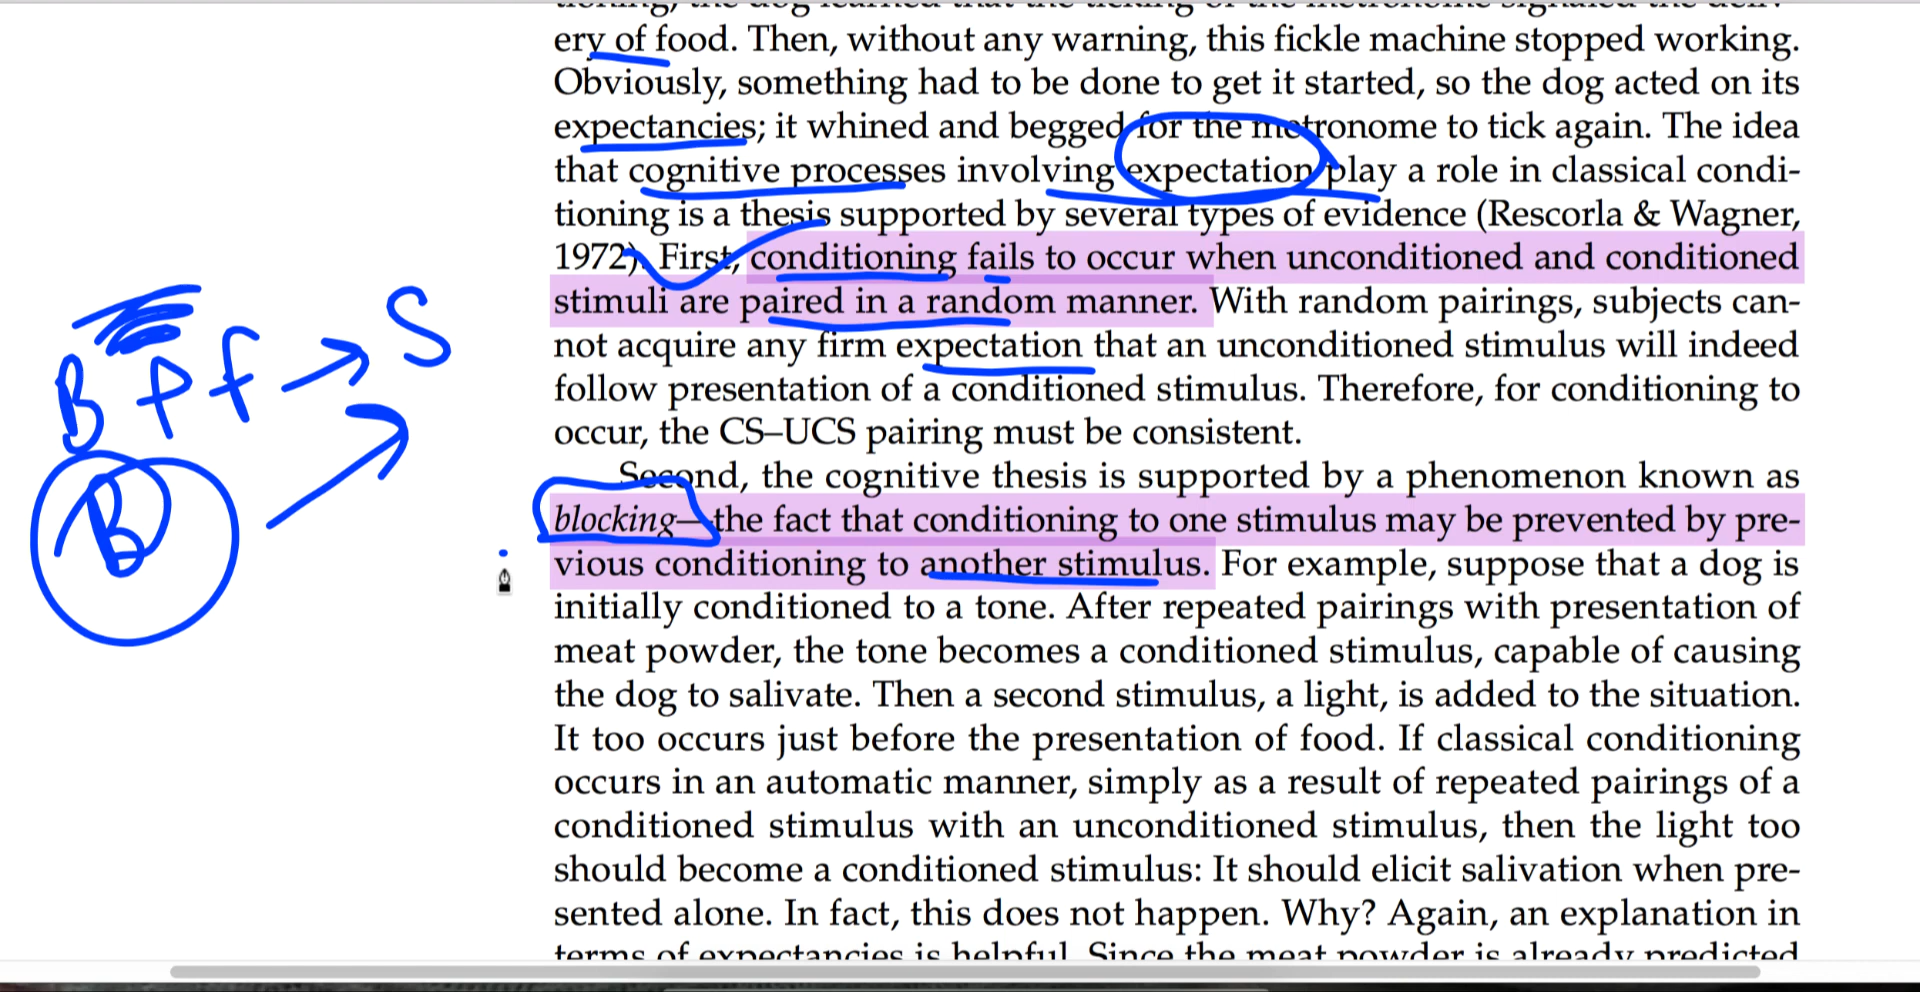 ery of food. Then, without any warning, this fickle machine stopped working.
Obviously, something had to be done to get it started, so the dog acted on its
expectancies; it whined and begged for the metronome to tick again. The idea
that cognitive processes involving expectation play a role in classical condi-
tioning is a thesis supported by several types of evidence (Rescorla & Wagner,
1972). First, conditioning fails to occur when unconditioned and conditioned
stimuli are paired in a random manner. With random pairings, subjects can-
not acquire any firm expectation that an unconditioned stimulus will indeed
follow presentation of a conditioned stimulus. Therefore, for conditioning to
occur, the CS–UCS pairing must be consistent.
Second, the cognitive thesis is supported by a phenomenon known as
blocking—the fact that conditioning to one stimulus may be prevented by pre-
vious conditioning to another stimulus. For example, suppose that a dog is
initially conditioned to a tone. After repeated pairings with presentation of
meat powder, the tone becomes a conditioned stimulus, capable of causing
the dog to salivate. Then a second stimulus, a light, is added to the situation.
It too occurs just before the presentation of food. If classical conditioning
occurs in an automatic manner, simply as a result of repeated pairings of a
conditioned stimulus with an unconditioned stimulus, then the light too
should become a conditioned stimulus: It should elicit salivation when pre-
sented alone. In fact, this does not happen. Why? Again, an explanation in
terms of expectancies is helpful. Since the meat powder is already predicted
B P f → S
B